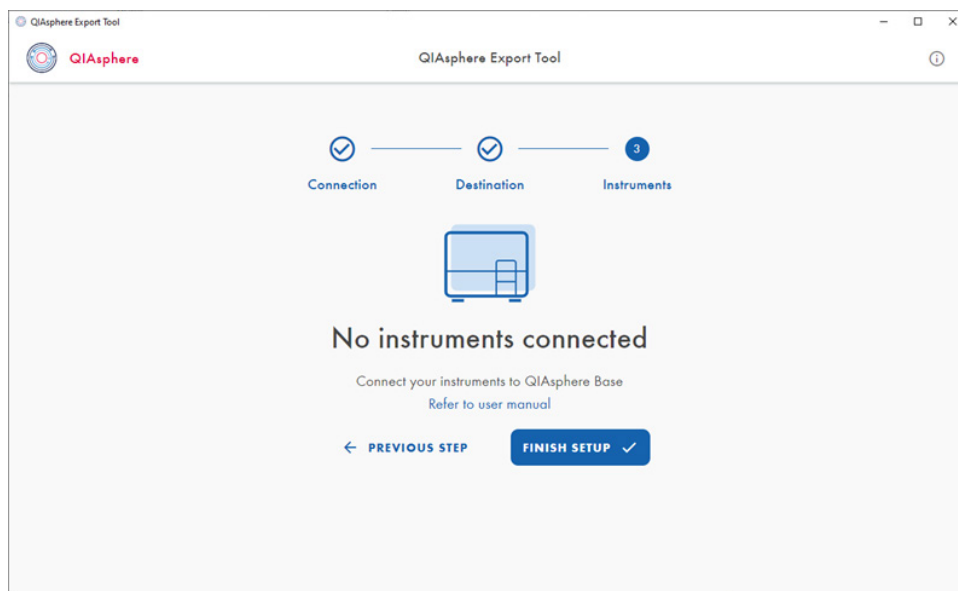 QIAsphere Export Tool
QIAsphere
QIAsphere Export Tool
3
Connection
Destination
Instruments
No instruments connected
Connect your instruments to QIAsphere Base
Refer to user manual
← PREVIOUS STEP
FINISH SETUP ✓